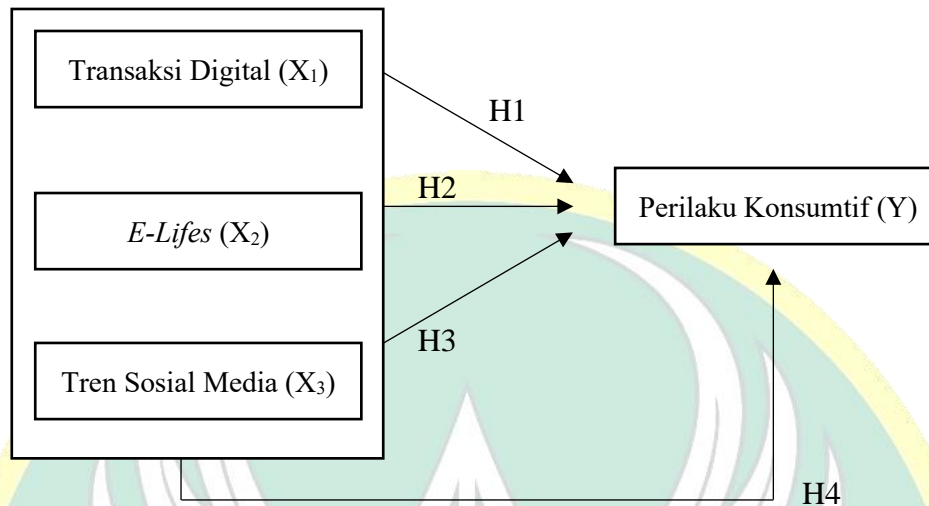 Transaksi Digital (X₁)
H1
H2
Perilaku Konsumtif (Y)
E-Lifes (X₂)
H3
Tren Sosial Media (X₃)
H4